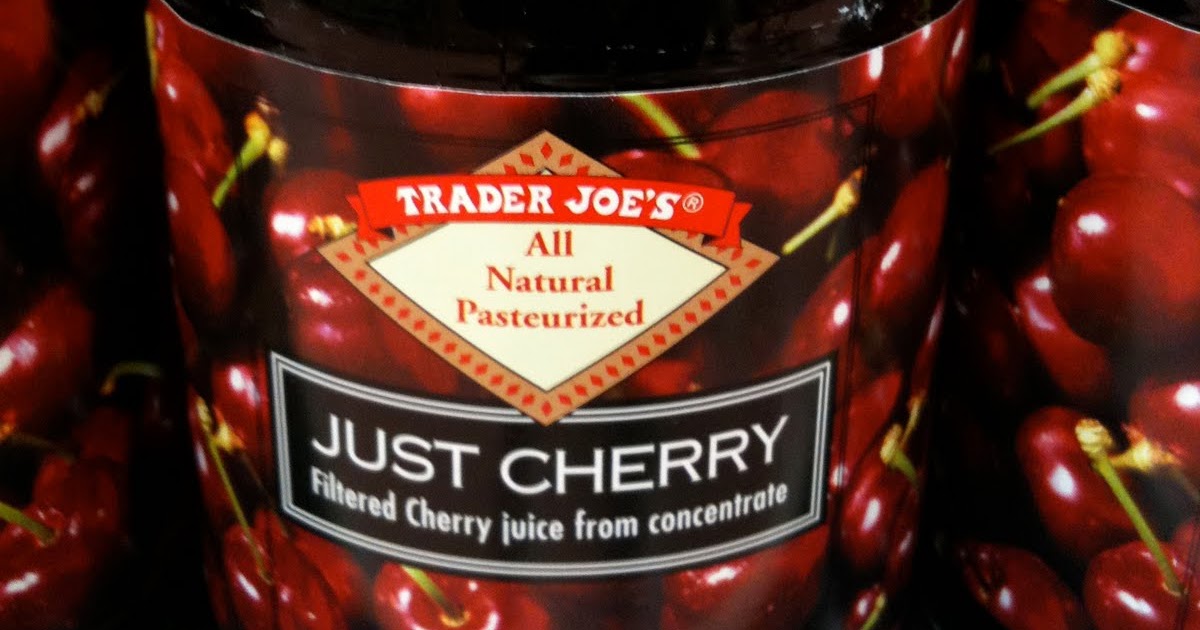 TRADER JOE'S®
All
Natural
Pasteurized
JUST CHERRY
Filtered Cherry juice from concentrate